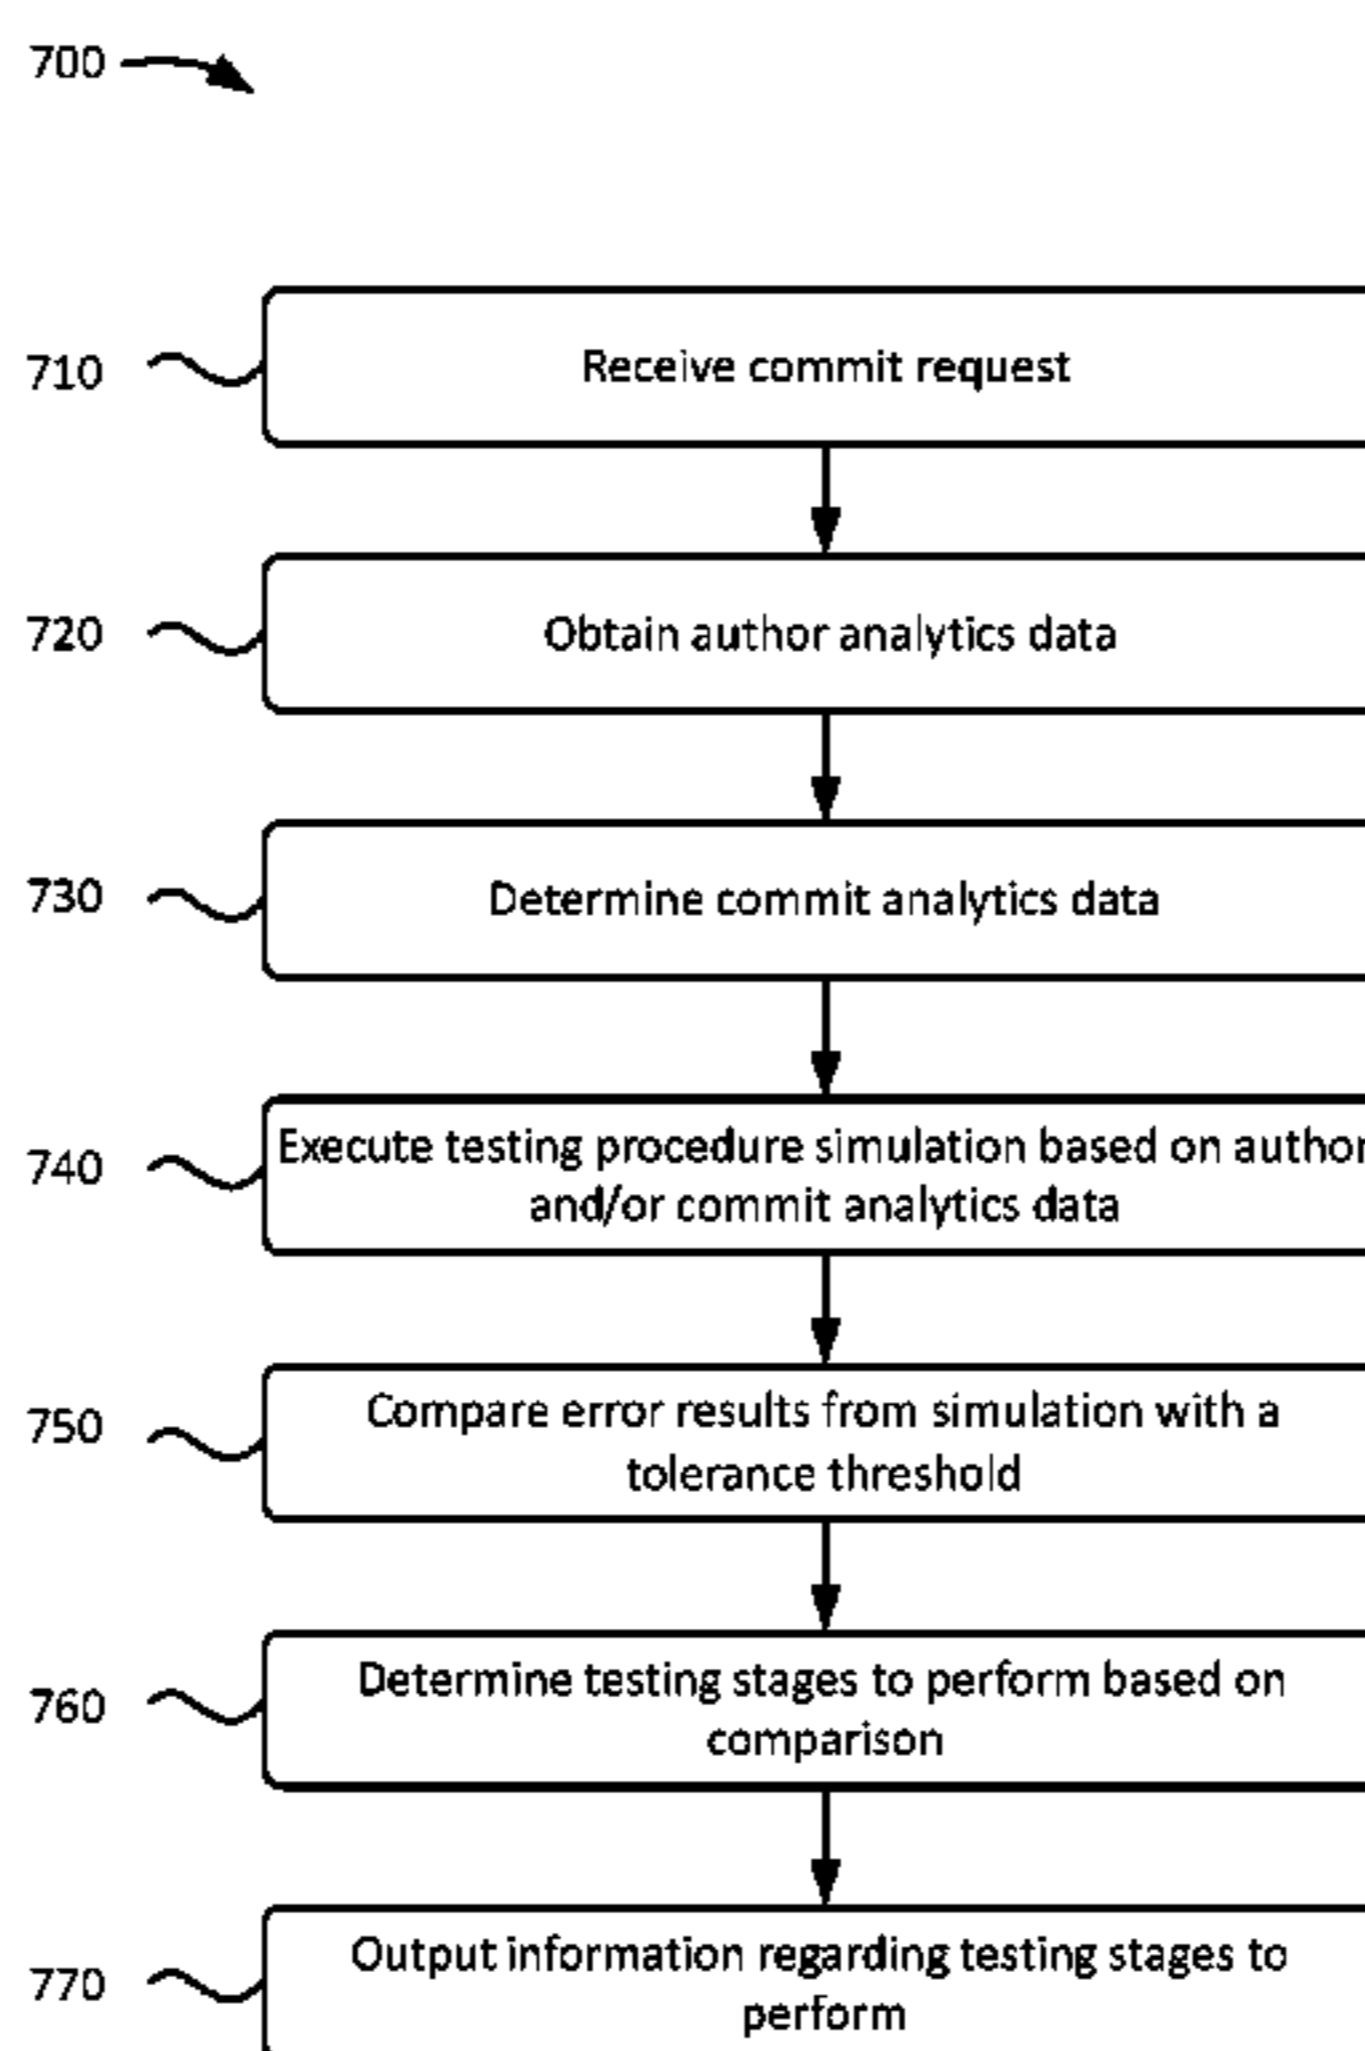 700
710
Receive commit request
720
Obtain author analytics data
730
Determine commit analytics data
740
Execute testing procedure simulation based on author
and/or commit analytics data
750
Compare error results from simulation with a
tolerance threshold
760
Determine testing stages to perform based on
comparison
770
Output information regarding testing stages to
perform